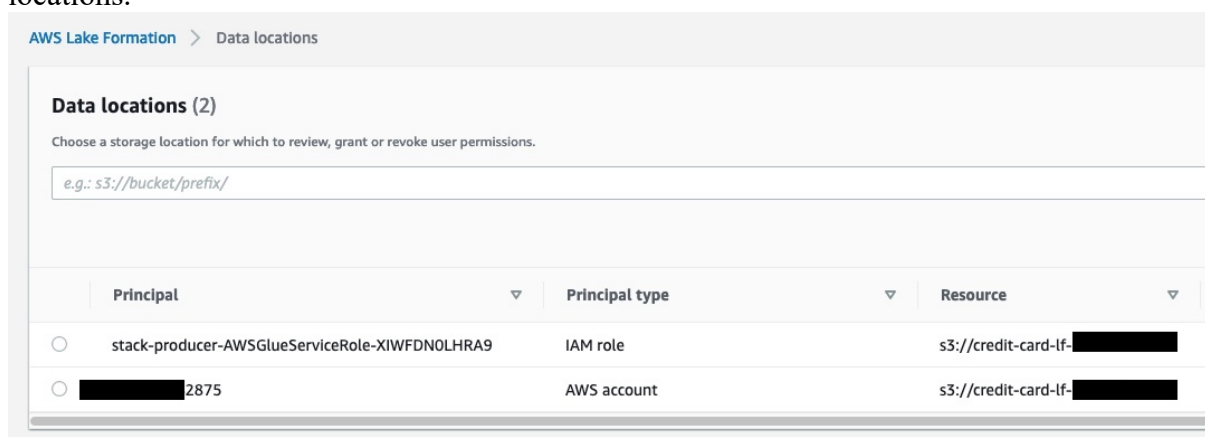 locations.
AWS Lake Formation > Data locations
Data locations (2)
Choose a storage location for which to review, grant or revoke user permissions.
e.g.: s3://bucket/prefix/
Principal Principal type Resource
stack-producer-AWSGlueServiceRole-XIWFDN0LHRA9 IAM role s3://credit-card-lf-
2875 AWS account s3://credit-card-lf-